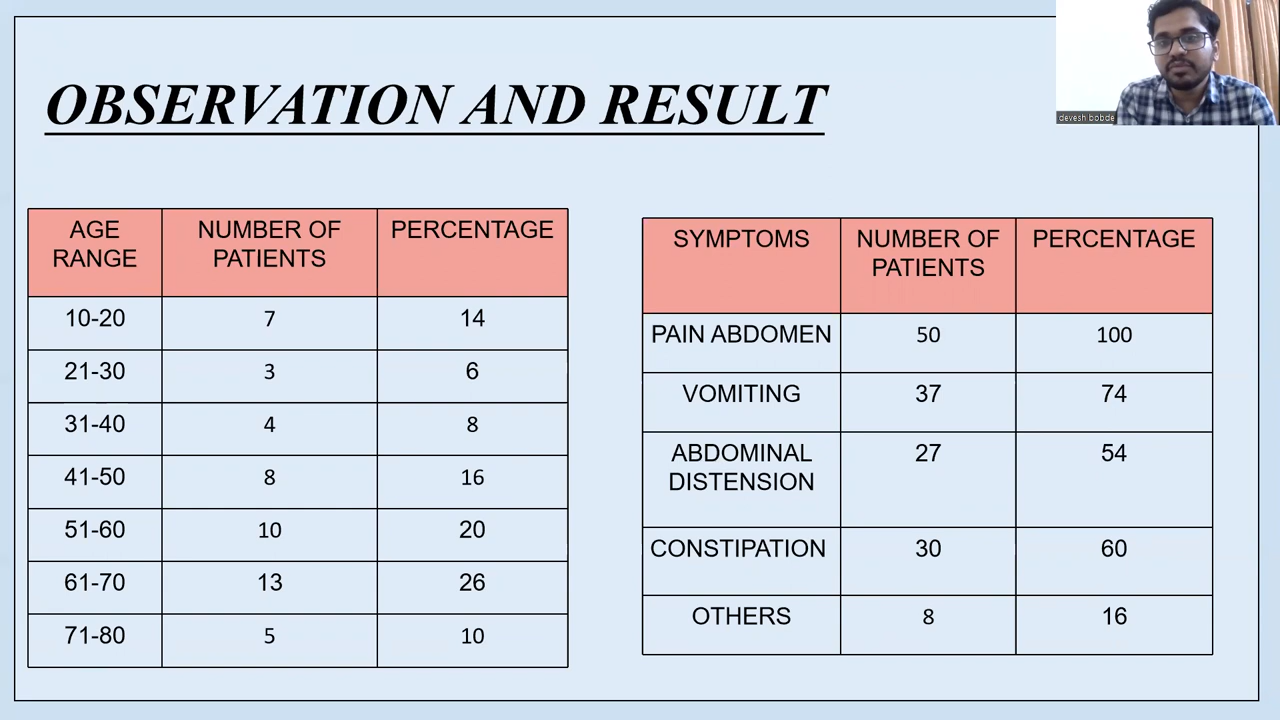 OBSERVATION AND RESULT
devesh bobde
AGE
RANGE
NUMBER OF
PATIENTS
PERCENTAGE
10-20 7 14
21-30 3 6
31-40 4 8
41-50 8 16
51-60 10 20
61-70 13 26
71-80 5 10
SYMPTOMS
NUMBER OF
PATIENTS
PERCENTAGE
PAIN ABDOMEN 50 100
VOMITING 37 74
ABDOMINAL
DISTENSION
27 54
CONSTIPATION 30 60
OTHERS 8 16